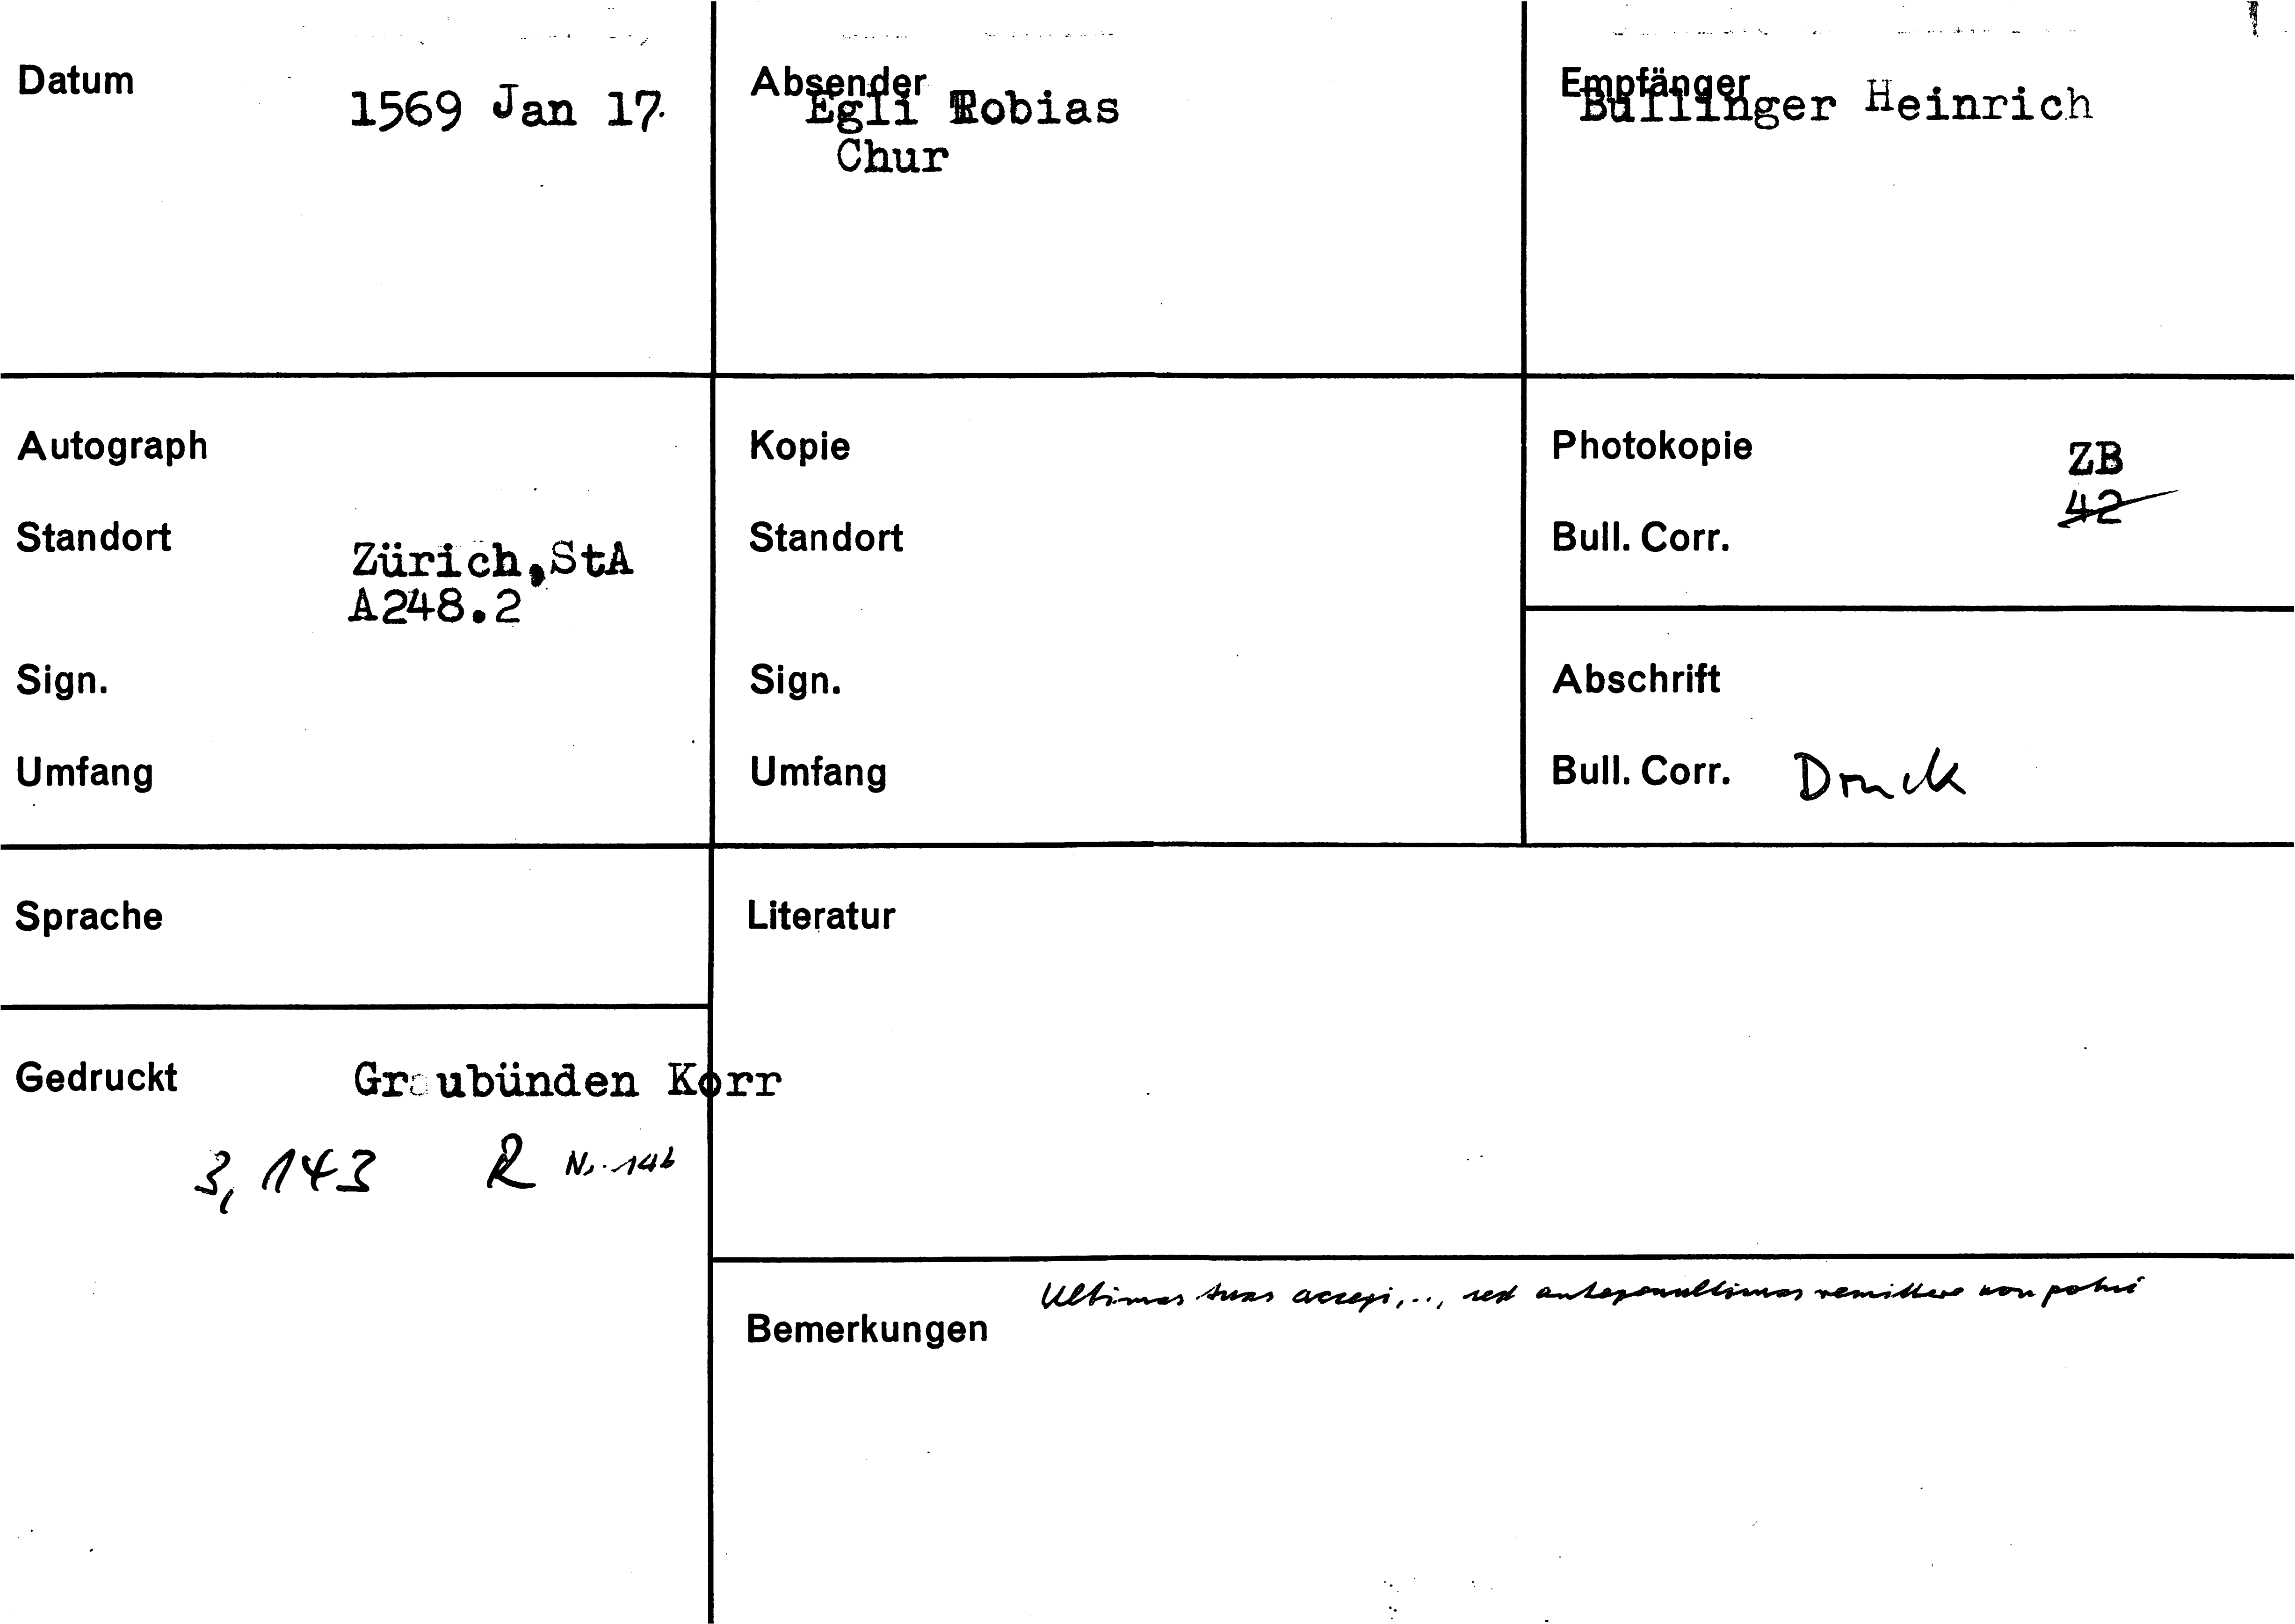 Datum
1569 Jan 17.
Absender
Egli Tobias
Chur
Empfänger
Bullinger Heinrich
Autograph
Standort
Zürich, StA
A248.2
Sign.
Umfang
Kopie
Standort
Sign.
Umfang
Photokopie
ZB
42
Bull. Corr.
Abschrift
Bull. Corr. Druck
Sprache
Literatur
Gedruckt
Graubünden Korr
3, 143 R Nr. 146
Ultimas tuas accepi,.., sed antepenultimas remittere non potui
Bemerkungen